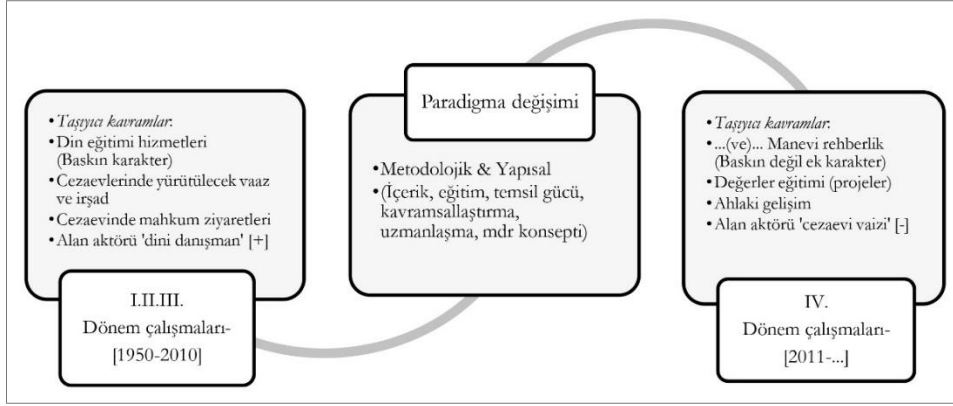 •Taşıyıcı kavramlar:
•Din eğitimi hizmetleri
(Baskın karakter)
•Cezaevlerinde yürütülecek vaaz
ve irşad
•Cezaevinde mahkum ziyaretleri
•Alan aktörü 'dini danışman' [+]
I.II.III.
Dönem çalışmaları-
[1950-2010]
Paradigma değişimi
•Metodolojik & Yapısal
•(İçerik, eğitim, temsil gücü,
kavramsallaştırma,
uzmanlaşma, mdr konsepti)
•Taşıyıcı kavramlar:
•...(ve)... Manevi rehberlik
(Baskın değil ek karakter)
•Değerler eğitimi (projeler)
•Ahlaki gelişim
•Alan aktörü 'cezaevi vaizi' [-]
IV.
Dönem çalışmaları-
[2011-...]